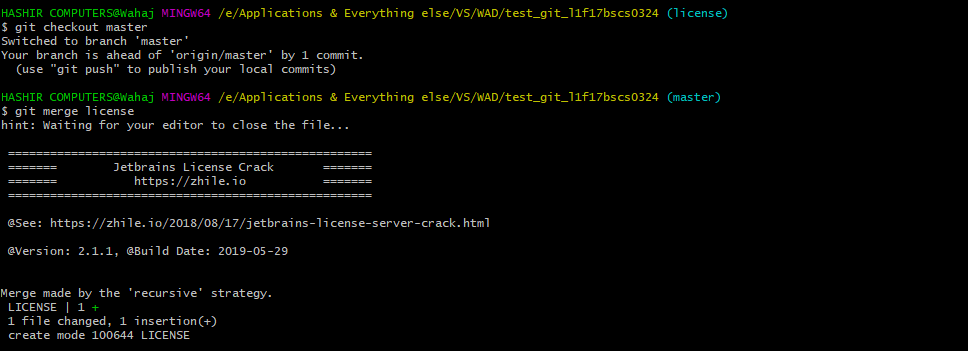 HASHIR COMPUTERS@Wahaj MINGW64 /e/Applications & Everything else/VS/WAD/test_git_l1f17bscs0324 (license)
$ git checkout master
Switched to branch 'master'
Your branch is ahead of 'origin/master' by 1 commit.
  (use "git push" to publish your local commits)

HASHIR COMPUTERS@Wahaj MINGW64 /e/Applications & Everything else/VS/WAD/test_git_l1f17bscs0324 (master)
$ git merge license
hint: Waiting for your editor to close the file...

 ====================================================
 =======        Jetbrains License Crack       =======
 =======           https://zhile.io           =======
 ====================================================

 @See: https://zhile.io/2018/08/17/jetbrains-license-server-crack.html

 @Version: 2.1.1, @Build Date: 2019-05-29

Merge made by the 'recursive' strategy.
 LICENSE | 1 +
 1 file changed, 1 insertion(+)
 create mode 100644 LICENSE